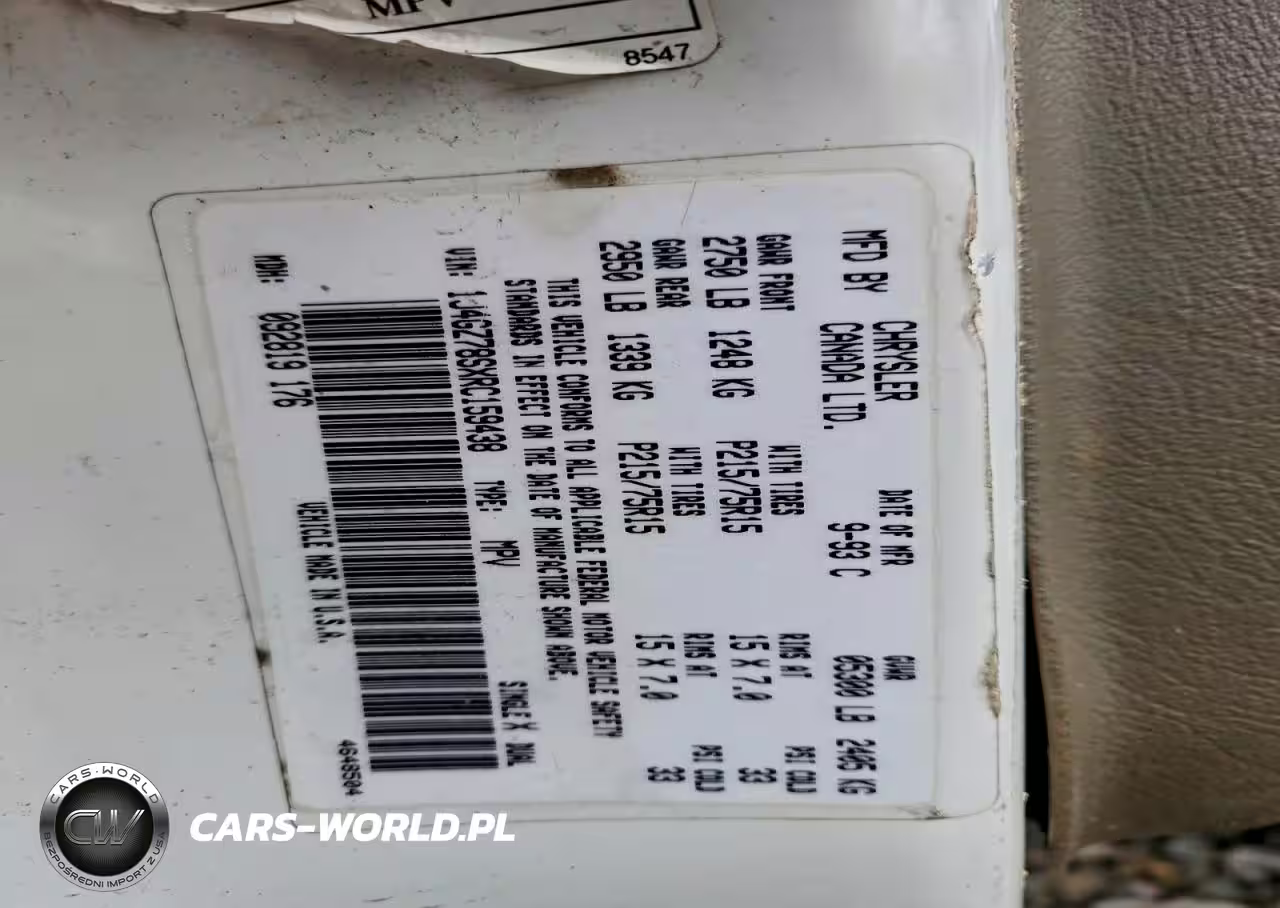 MPV
8547
MFD BY CHRYSLER CANADA LTD.
DATE OF MFR
9-93 C
GVWR
05300 LB 2405 KG
GAWR FRONT
WITH TIRES
RIMS AT
PSI COLD
2750 LB 1248 KG
P215/75R15
15 X 7.0
33
GAWR REAR
WITH TIRES
RIMS AT
PSI COLD
2950 LB 1339 KG
P215/75R15
15 X 7.0
33
THIS VEHICLE CONFORMS TO ALL APPLICABLE FEDERAL MOTOR VEHICLE SAFETY
STANDARDS IN EFFECT ON THE DATE OF MANUFACTURE SHOWN ABOVE.
VIN: 1J4GZ78SXRC159438 TYPE: MPV SINGLE X DUAL
MDH: 092819 176
VEHICLE MADE IN U.S.A.
4648504
CARS-WORLD
CW
BEZPOŚREDNI IMPORT Z USA
CARS-WORLD.PL